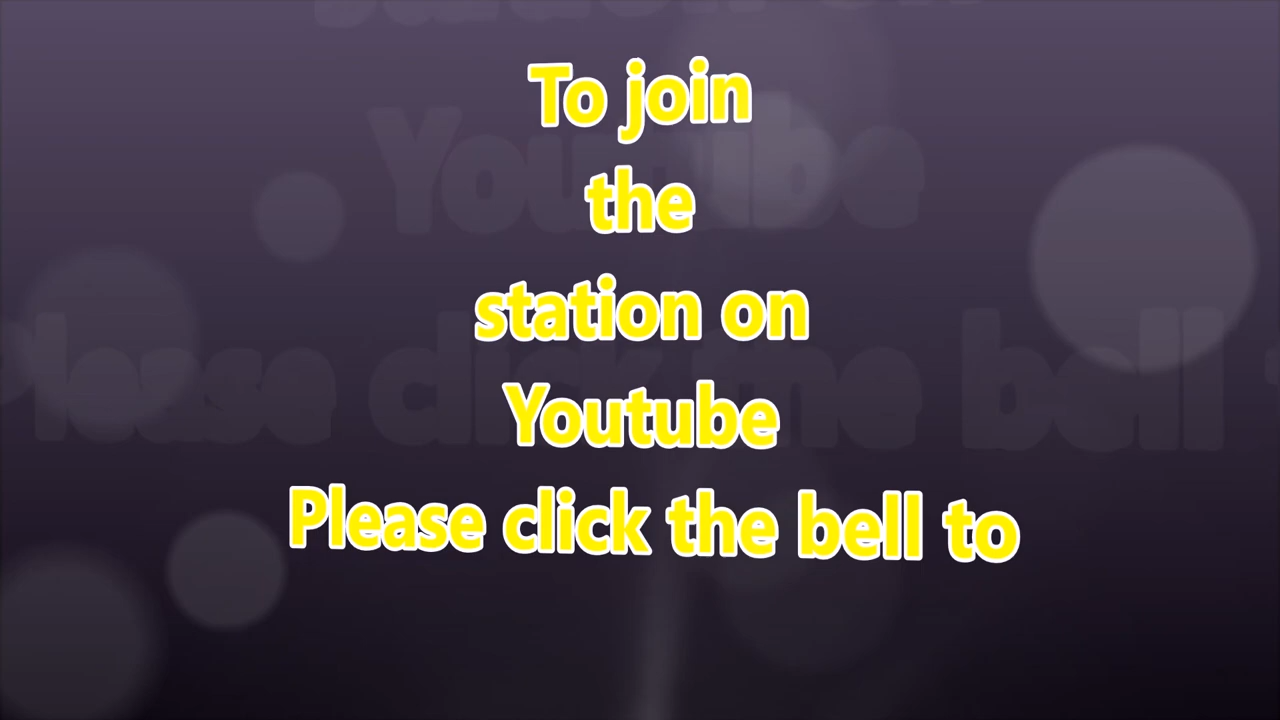 To join
the
station on
Youtube
Please click the bell to